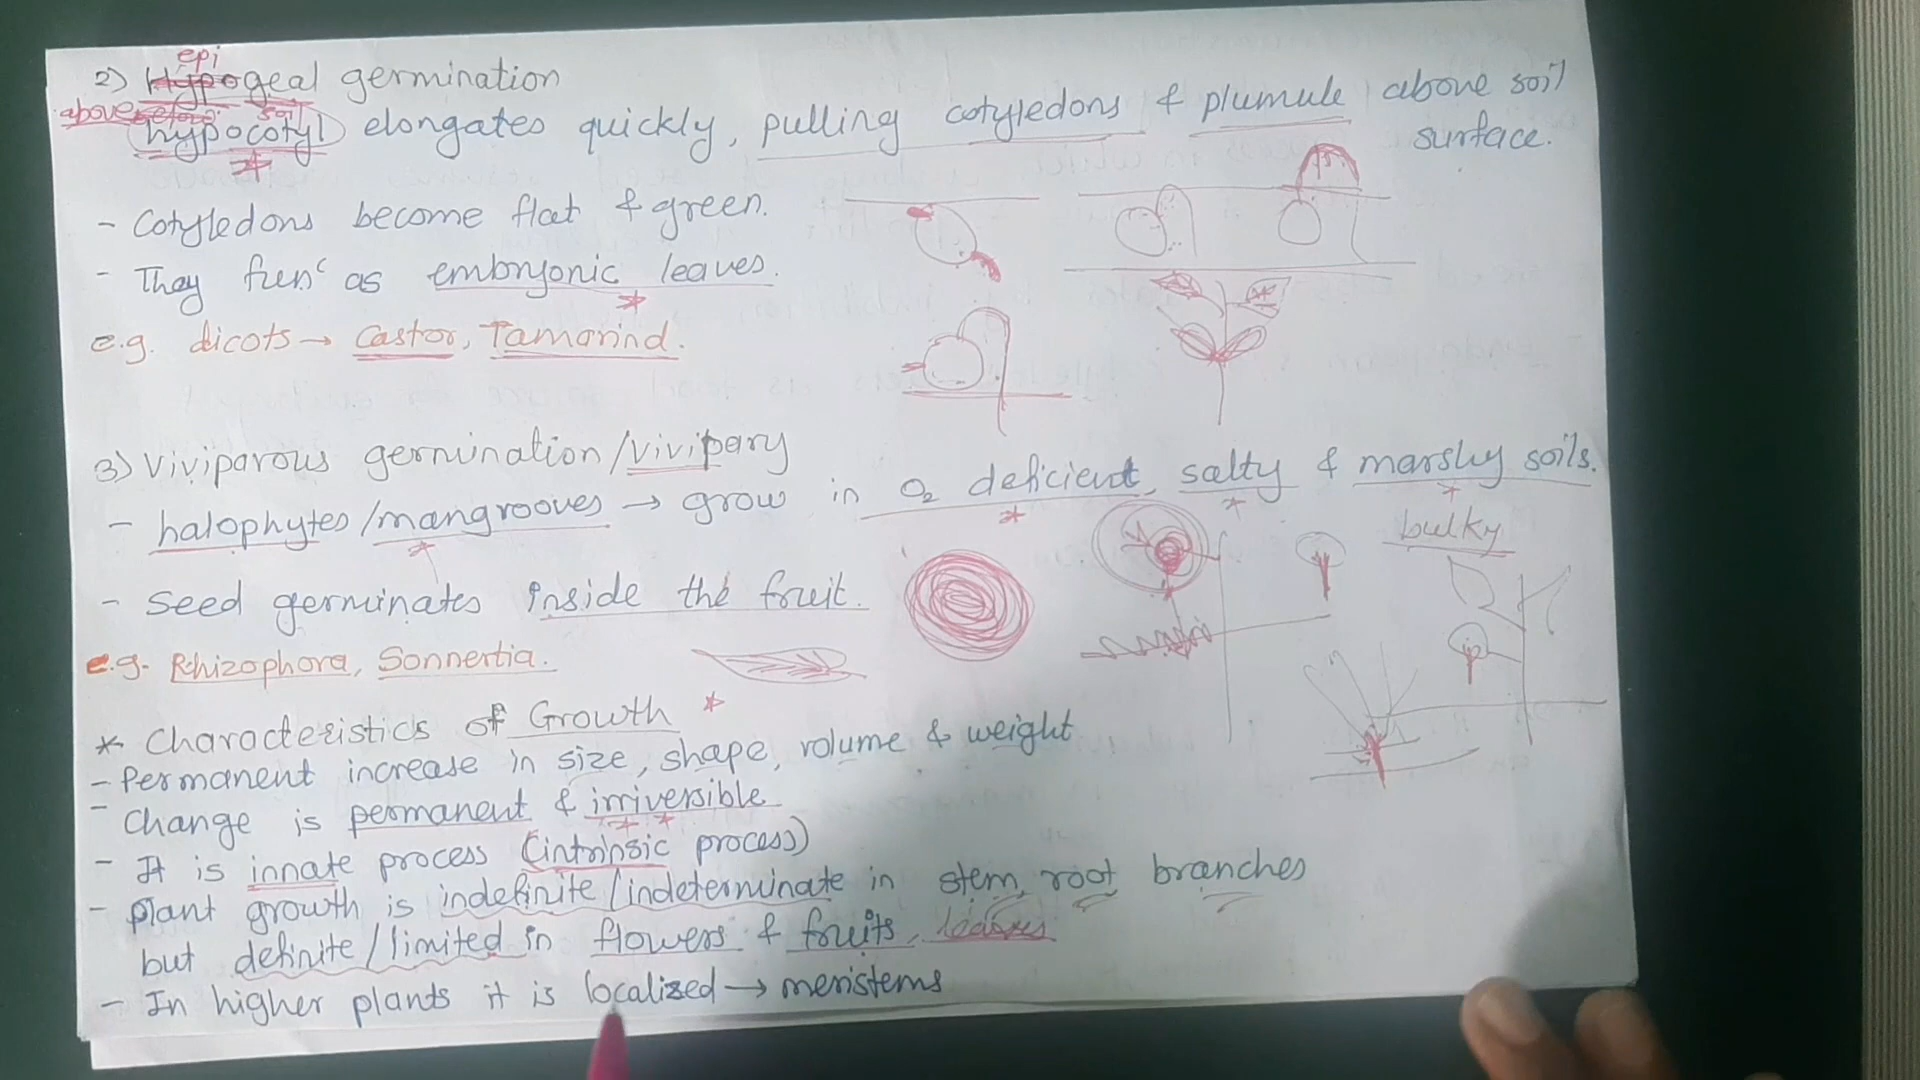 epi
2) Hypogeal germination
above soil
hypocotyl elongates quickly, pulling cotyledons & plumule above soil
surface.
- Cotyledons become flat & green.
- They funᶜ as embryonic leaves.
e.g. dicots → Castor, Tamarind.
3) Viviparous germination/vivipary
- halophytes/mangrooves → grow in O₂ deficient, salty & marshy soils.
bulky
- Seed germinates inside the fruit.
e.g. Rhizophora, Sonnertia.
* Characteristics of Growth *
- Permanent increase in size, shape, volume & weight
- Change is permanent & irriversible
- It is innate process (intrinsic process)
- Plant growth is indefinite/indeterminate in stem, root branches
but definite/limited in flowers & fruits, leaves
- In higher plants it is localized → meristems